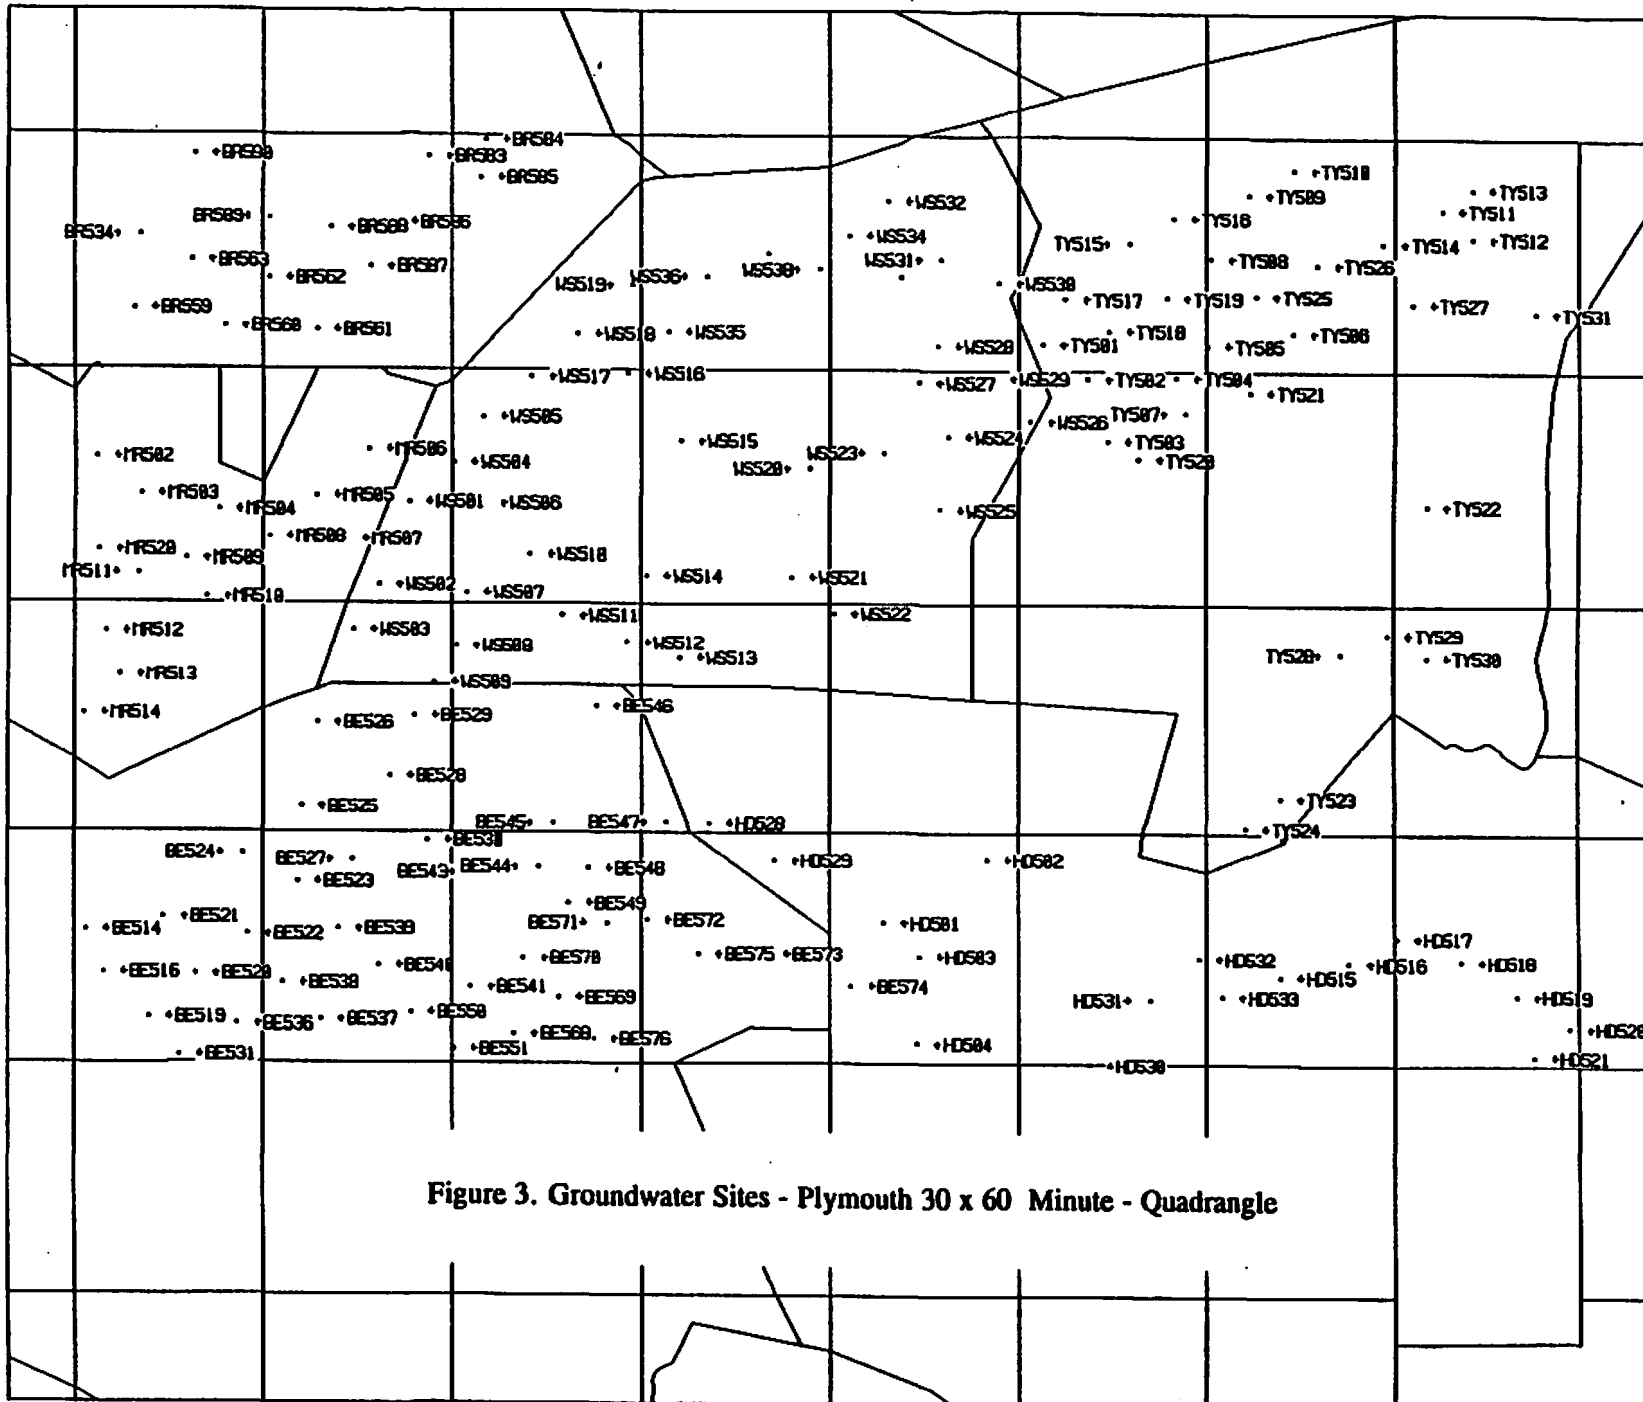 BR584
BR590
BR583
BR585
TY510
TY509
TY513
WS532
TY511
BR589
BR588
BR586
TY516
BR534
WS534
TY515
TY514
TY512
BR563
BR587
WS538
WS531
TY508
TY526
BR562
WS519
WS536
WS530
BR559
TY517
TY519
TY525
TY527
TY531
BR560
BR561
WS518
WS535
TY518
TY506
WS528
TY501
TY505
WS517
WS516
WS527
WS529
TY502
TY504
TY521
WS505
TY507
WS526
MR506
WS515
WS524
TY503
MR502
WS504
WS520
WS523
TY520
MR503
MR505
WS501
WS506
MR504
WS525
TY522
MR508
MR507
MR520
MR509
WS510
MR511
WS514
WS521
MR510
WS502
WS507
WS511
WS522
MR512
WS503
WS508
WS512
WS513
TY529
TY528
TY530
MR513
WS509
MR514
BE526
BE529
BE546
BE528
BE525
TY523
BE545
BE547
HD528
TY524
BE524
BE527
BE530
BE543
BE544
BE548
HD529
HD502
BE523
BE521
BE549
BE514
BE522
BE539
BE571
BE572
HD501
HD517
BE516
BE520
BE540
BE570
BE575
BE573
HD503
HD532
HD516
HD518
BE538
BE541
BE574
HD515
BE569
HD531
HD533
HD519
BE519
BE536
BE537
BE550
BE568.
BE576
HD520
BE531
BE551
HD504
HD530
HD521
Figure 3. Groundwater Sites - Plymouth 30 x 60 Minute - Quadrangle